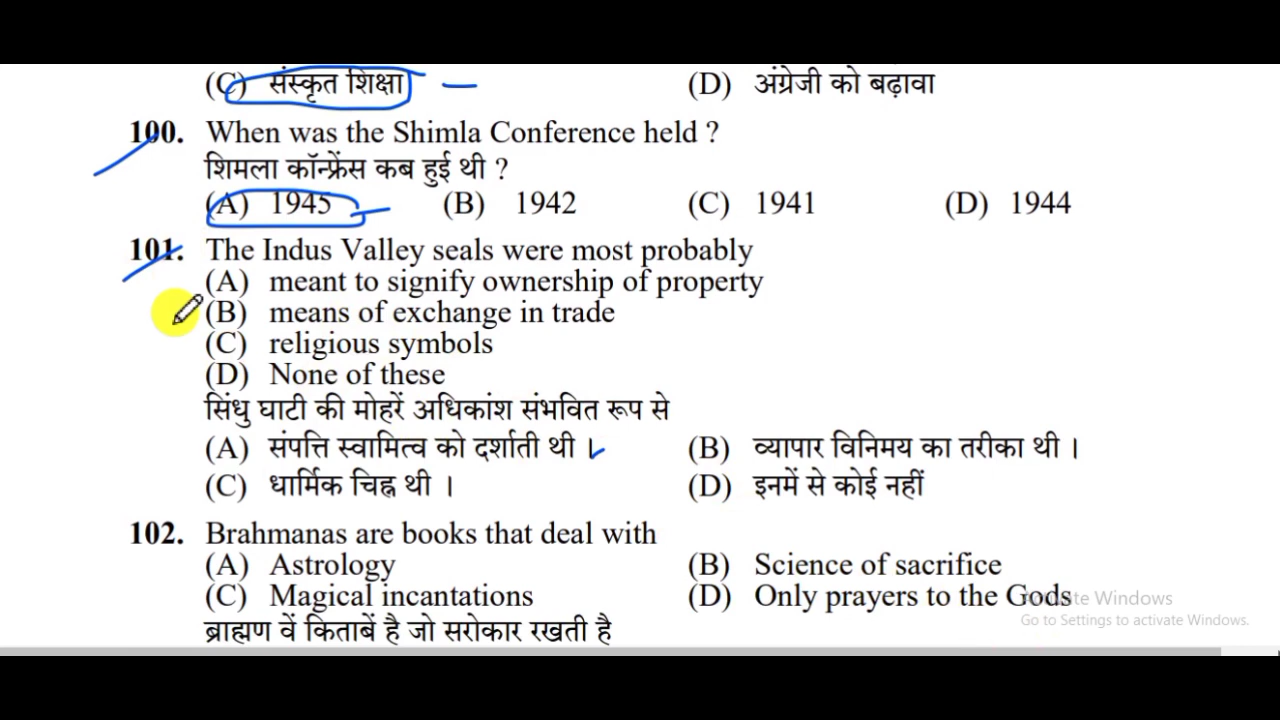 (C) संस्कृत शिक्षा (D) अंग्रेजी को बढ़ावा
100. When was the Shimla Conference held ?
शिमला कॉन्फ्रेंस कब हुई थी ?
(A) 1945 (B) 1942 (C) 1941 (D) 1944
101. The Indus Valley seals were most probably
(A) meant to signify ownership of property
(B) means of exchange in trade
(C) religious symbols
(D) None of these
सिंधु घाटी की मोहरें अधिकांश संभवित रूप से
(A) संपत्ति स्वामित्व को दर्शाती थी । (B) व्यापार विनिमय का तरीका थी ।
(C) धार्मिक चिह्न थी । (D) इनमें से कोई नहीं
102. Brahmanas are books that deal with
(A) Astrology (B) Science of sacrifice
(C) Magical incantations (D) Only prayers to the Gods
Activate Windows
Go to Settings to activate Windows.
ब्राह्मण वें किताबें है जो सरोकार रखती है